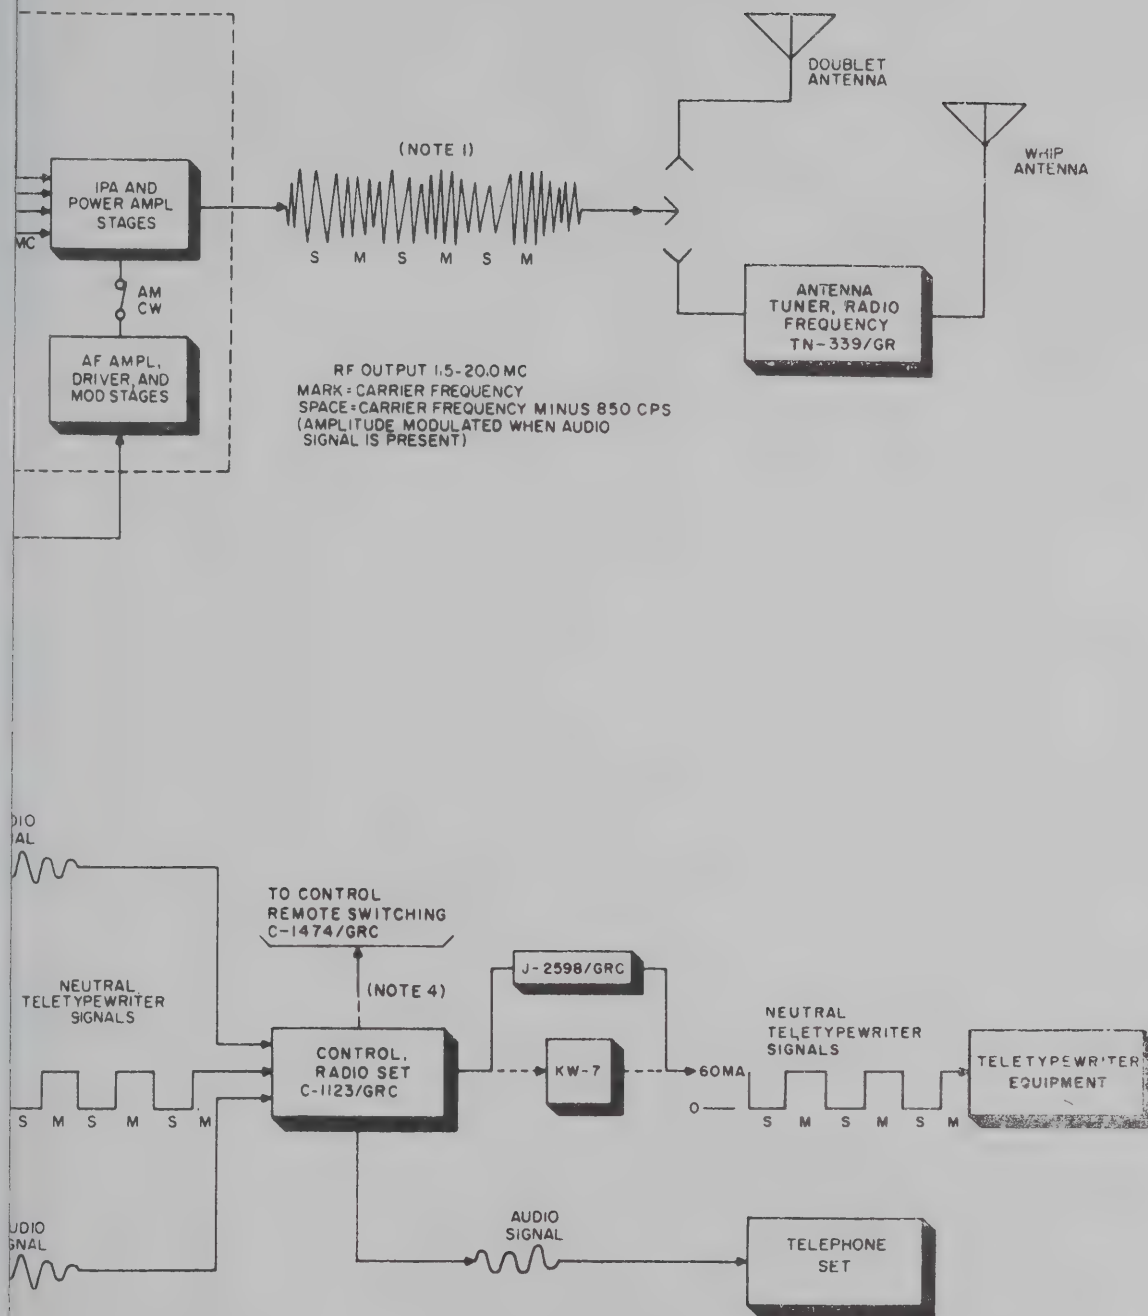 DOUBLET
ANTENNA
WHIP
ANTENNA
(NOTE 1)
IPA AND
POWER AMPL
STAGES
MC
S M S M S M
AM
CW
ANTENNA
TUNER, RADIO
FREQUENCY
TN-339/GR
AF AMPL,
DRIVER, AND
MOD STAGES
RF OUTPUT 1.5-20.0 MC
MARK = CARRIER FREQUENCY
SPACE = CARRIER FREQUENCY MINUS 850 CPS
(AMPLITUDE MODULATED WHEN AUDIO
SIGNAL IS PRESENT)
DIO
AL
TO CONTROL
REMOTE SWITCHING
C-1474/GRC
(NOTE 4)
NEUTRAL
TELETYPEWRITER
SIGNALS
S M S M S M
CONTROL,
RADIO SET
C-1123/GRC
J-2598/GRC
KW-7
60MA
0
NEUTRAL
TELETYPEWRITER
SIGNALS
S M S M S M
TELETYPEWRITER
EQUIPMENT
UDIO
GNAL
AUDIO
SIGNAL
TELEPHONE
SET